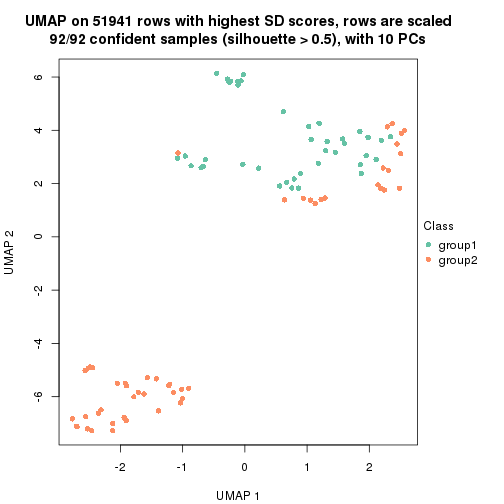 UMAP on 51941 rows with highest SD scores, rows are scaled
92/92 confident samples (silhouette > 0.5), with 10 PCs
6
4
2
0
-2
-4
-6
UMAP 2
-2
-1
0
1
2
UMAP 1
Class
group1
group2